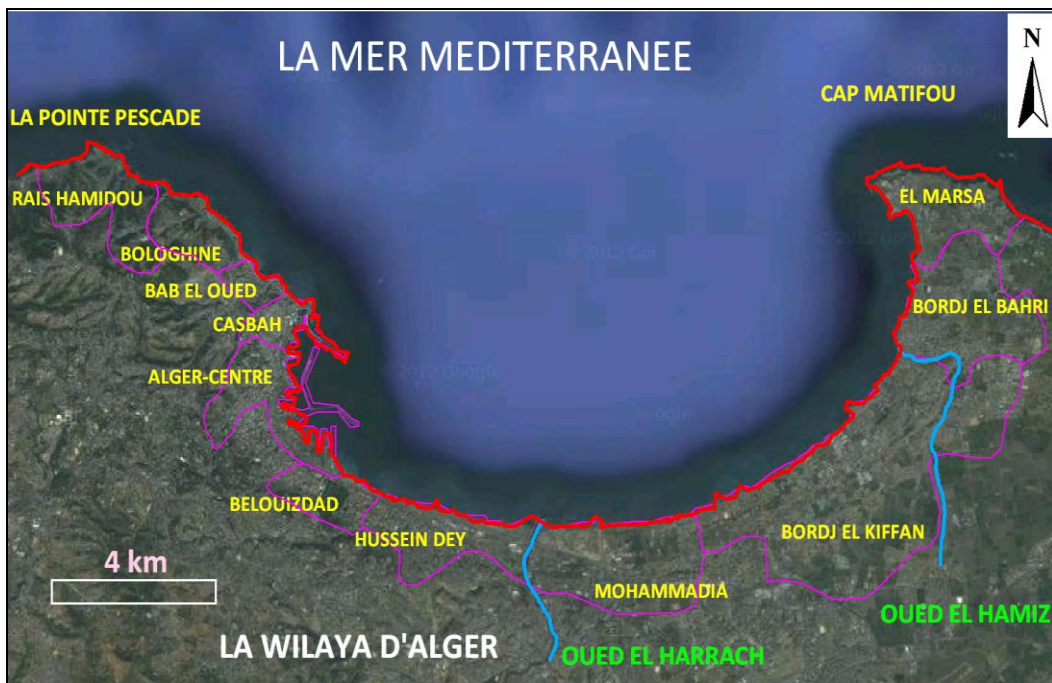 LA MER MEDITERRANEE
N
CAP MATIFOU
LA POINTE PESCADE
RAIS HAMIDOU
EL MARSA
BOLOGHINE
BAB EL OUED
BORDJ EL BAHRI
CASBAH
ALGER-CENTRE
BELOUIZDAD
HUSSEIN DEY
BORDJ EL KIFFAN
4 km
MOHAMMADIA
OUED EL HAMIZ
LA WILAYA D'ALGER
OUED EL HARRACH